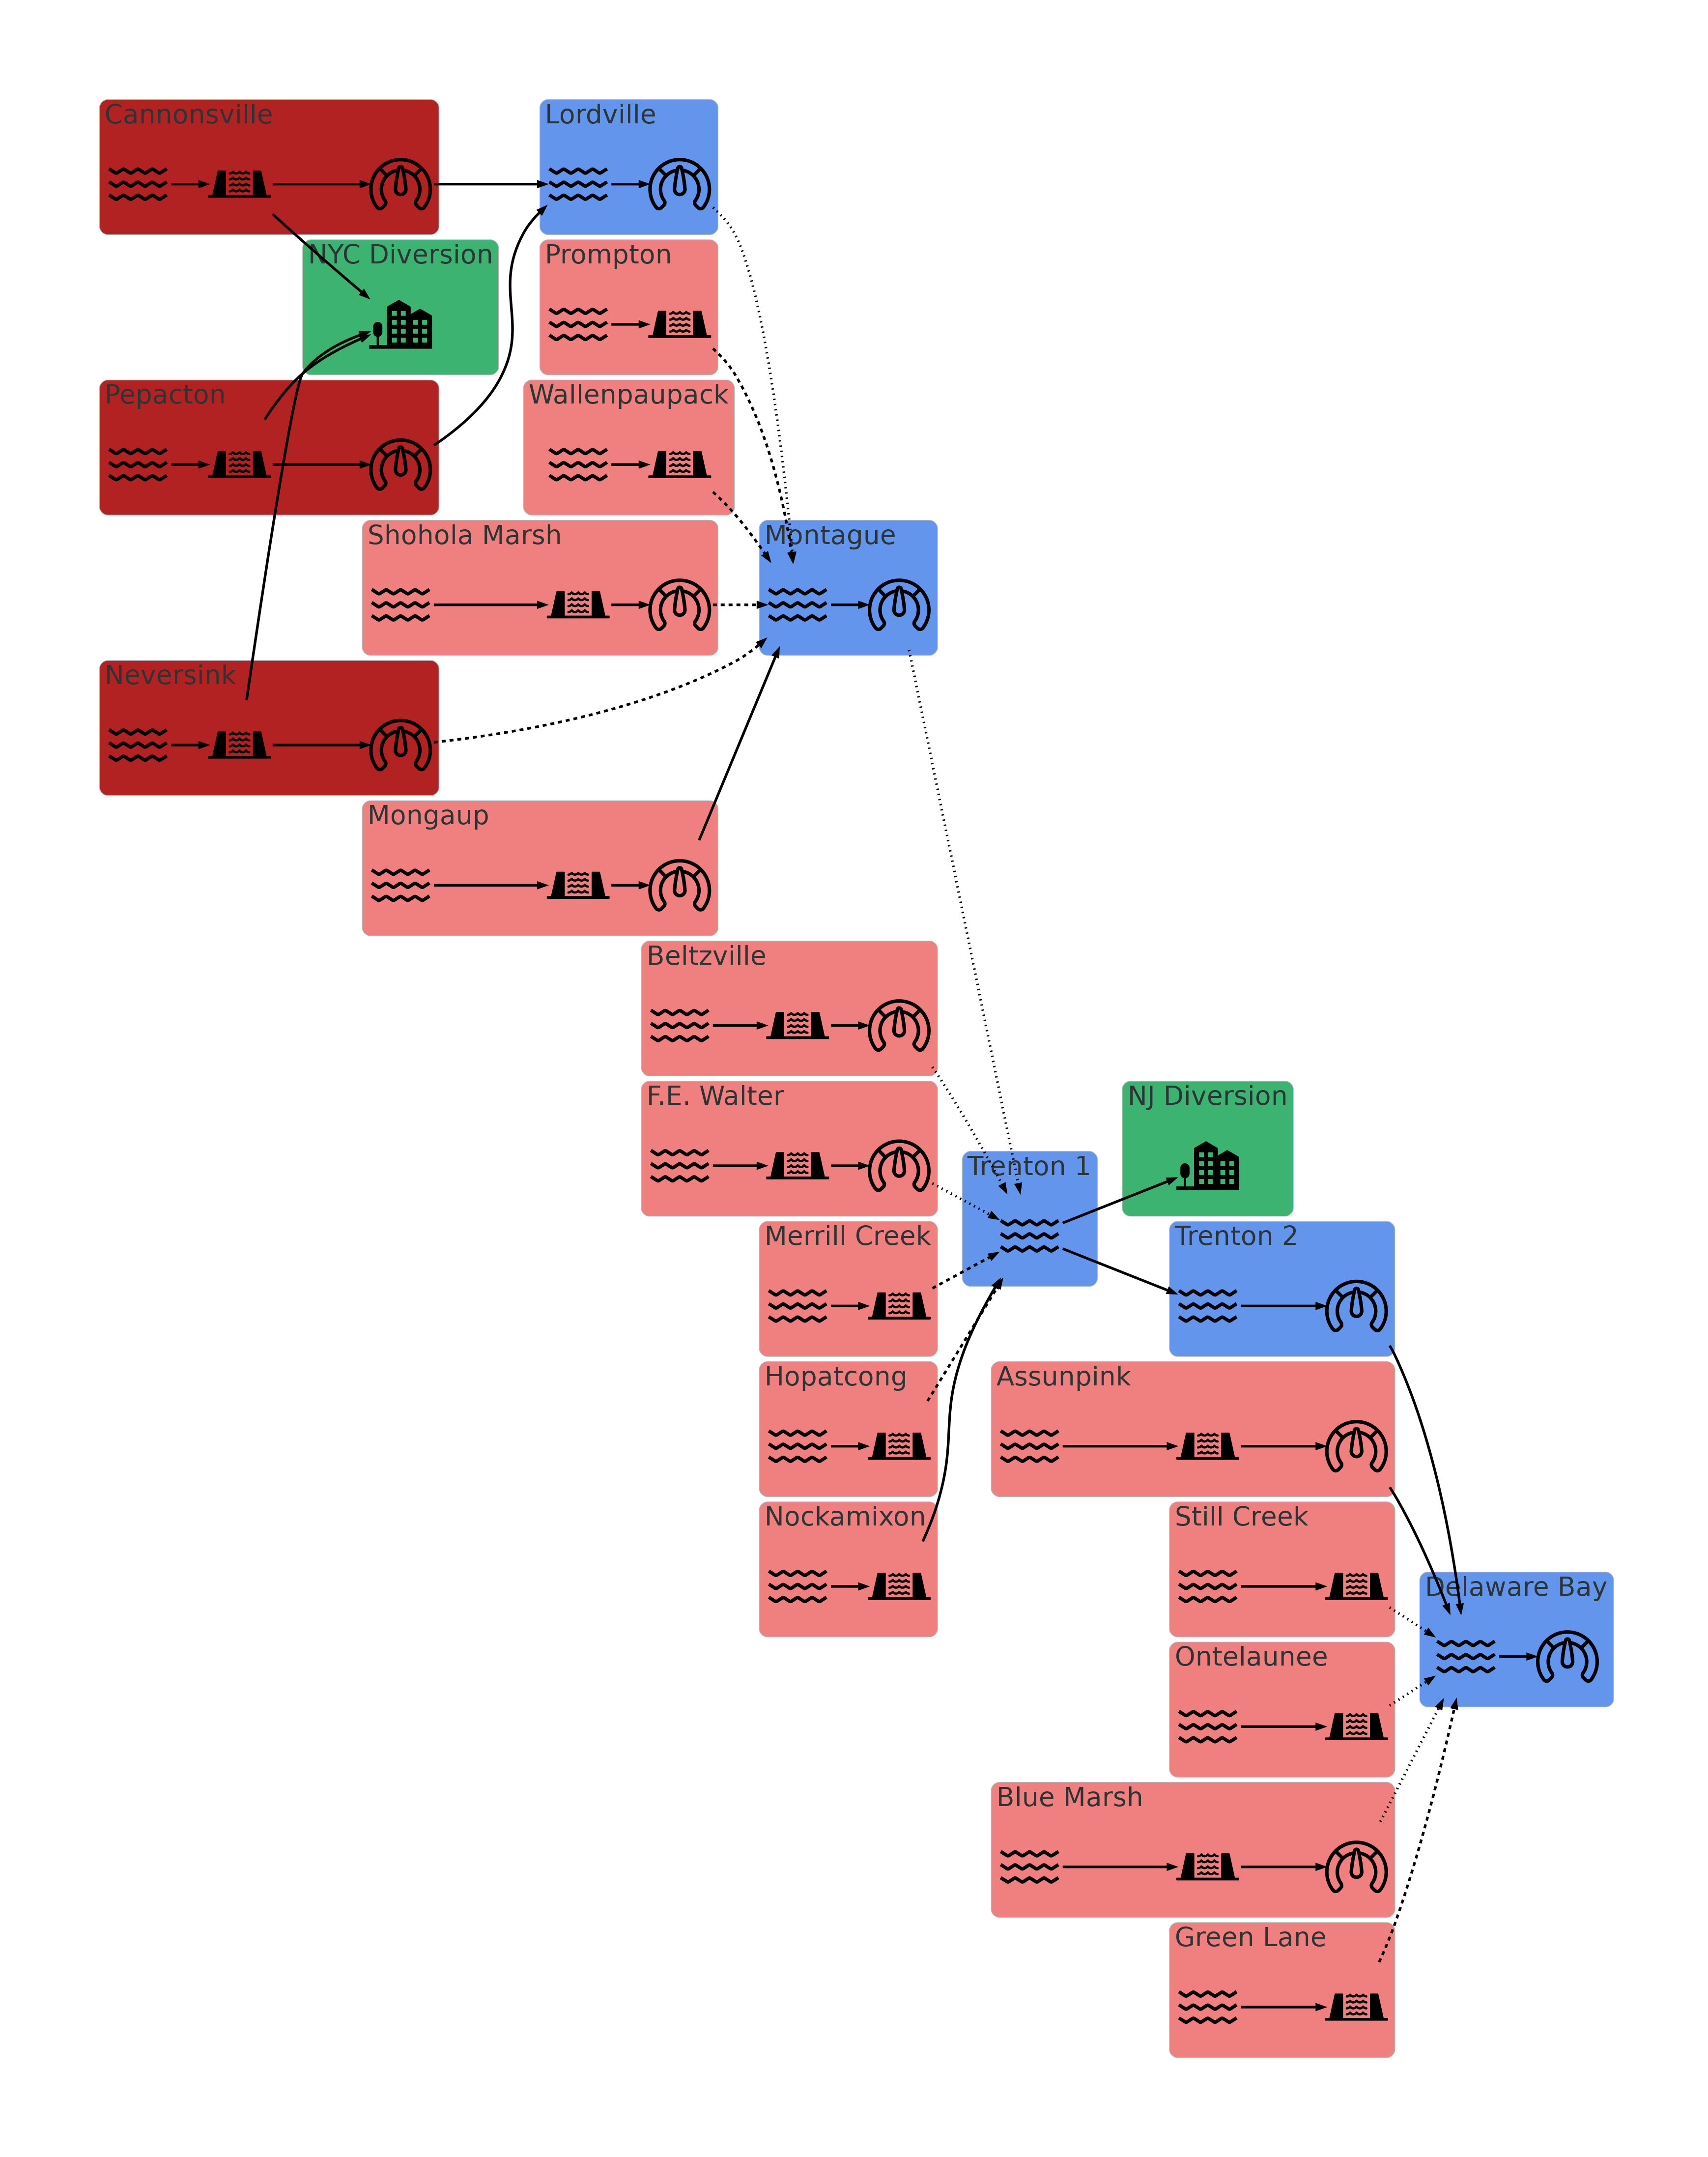 Cannonsville
Lordville
NYC Diversion
Prompton
Pepacton
Wallenpaupack
Shohola Marsh
Montague
Neversink
Mongaup
Beltzville
F.E. Walter
NJ Diversion
Trenton 1
Merrill Creek
Trenton 2
Hopatcong
Assunpink
Nockamixon
Still Creek
Delaware Bay
Ontelaunee
Blue Marsh
Green Lane